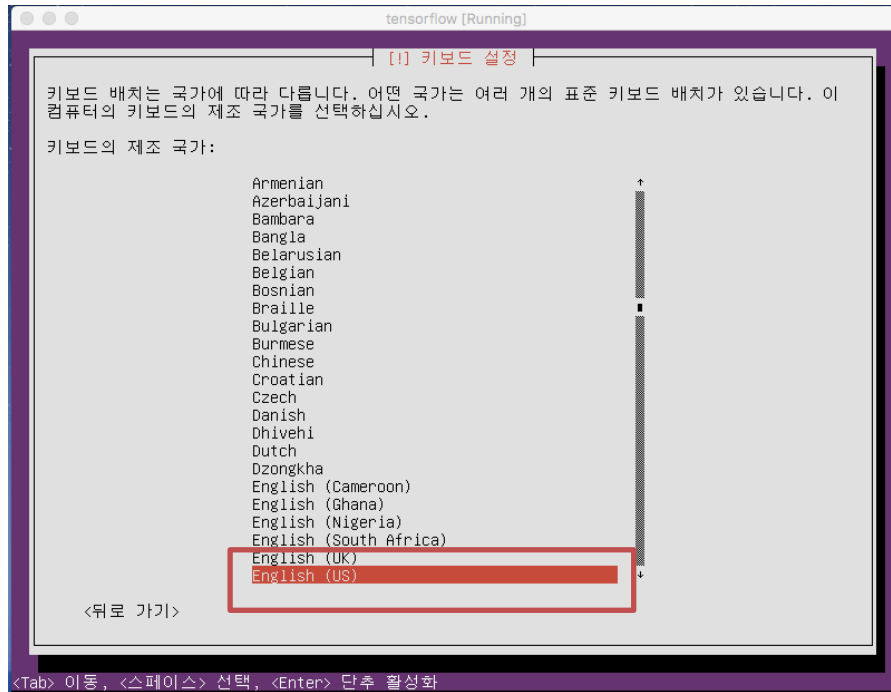 tensorflow [Running]
[!] 키보드 설정
키보드 배치는 국가에 따라 다릅니다. 어떤 국가는 여러 개의 표준 키보드 배치가 있습니다. 이
컴퓨터의 키보드의 제조 국가를 선택하십시오.
키보드의 제조 국가:
Armenian
Azerbaijani
Bambara
Bangla
Belarusian
Belgian
Bosnian
Braille
Bulgarian
Burmese
Chinese
Croatian
Czech
Danish
Dhivehi
Dutch
Dzongkha
English (Cameroon)
English (Ghana)
English (Nigeria)
English (South Africa)
English (UK)
English (US)
<뒤로 가기>
<Tab> 이동, <스페이스> 선택, <Enter> 단추 활성화